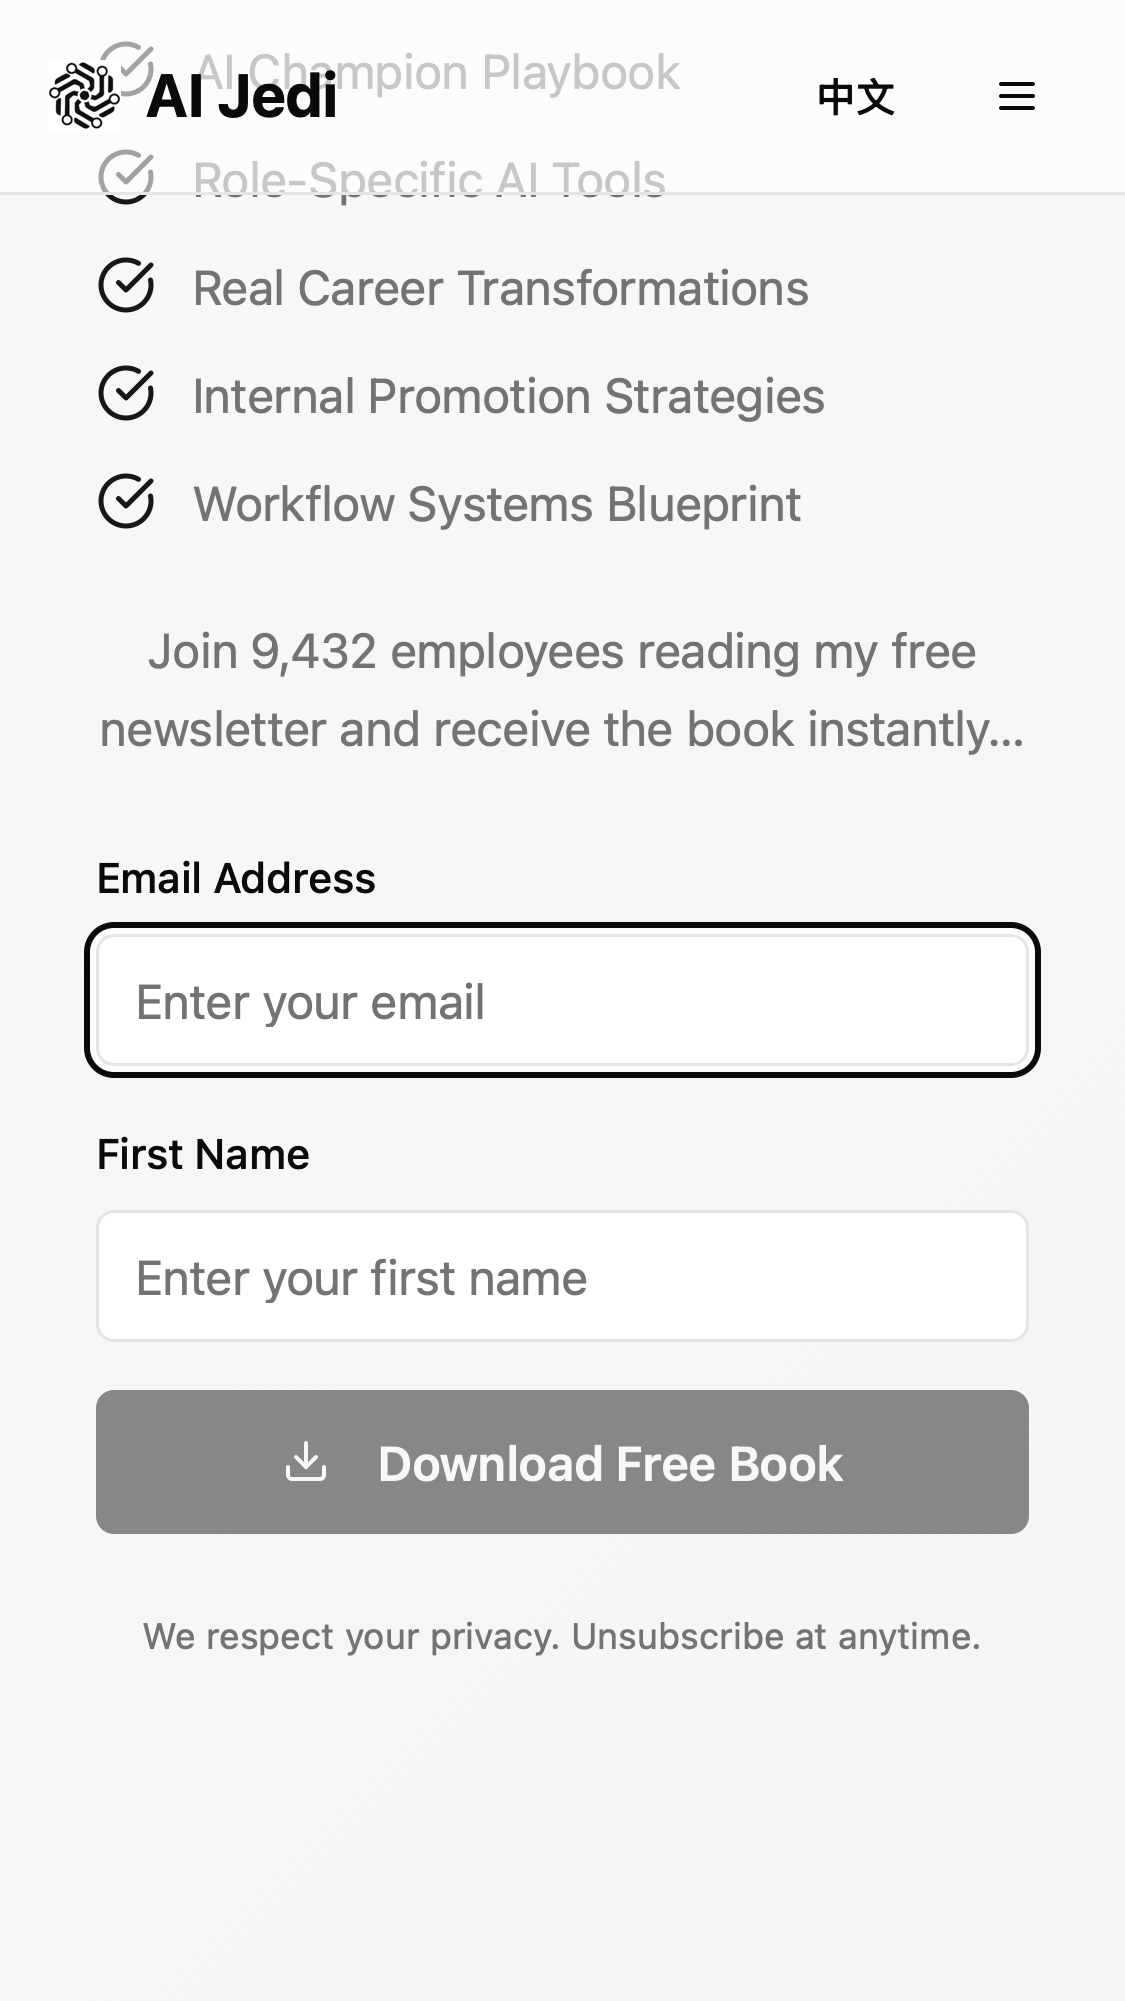 AI Champion Playbook
AI Jedi
中文
Role-Specific AI Tools
Real Career Transformations
Internal Promotion Strategies
Workflow Systems Blueprint
Join 9,432 employees reading my free
newsletter and receive the book instantly...
Email Address
Enter your email
First Name
Enter your first name
Download Free Book
We respect your privacy. Unsubscribe at anytime.